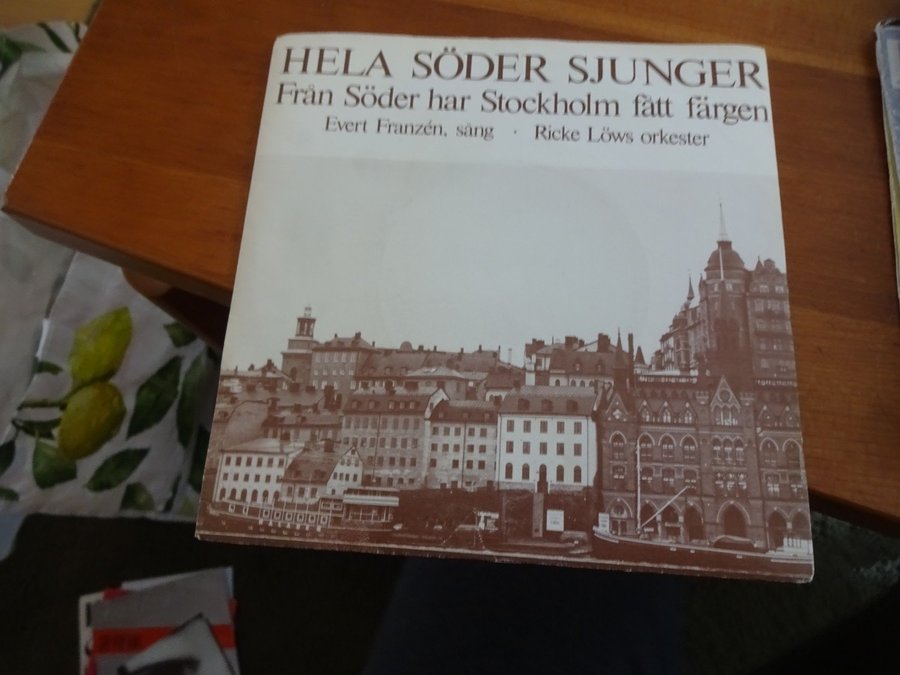 HELA SÖDER SJUNGER
Från Söder har Stockholm fått färgen
Evert Franzén, sång · Ricke Löws orkester